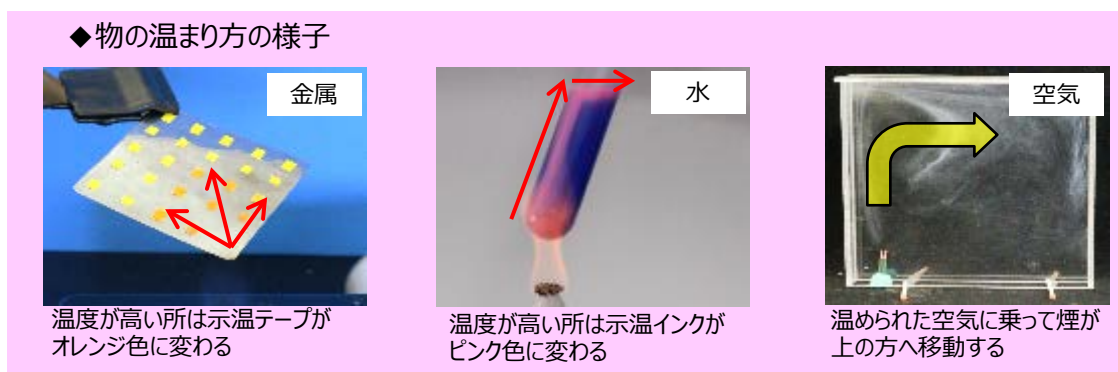 ◆物の温まり方の様子
金属
水
空気
温度が高い所は示温テープが
オレンジ色に変わる
温度が高い所は示温インクが
ピンク色に変わる
温められた空気に乗って煙が
上の方へ移動する